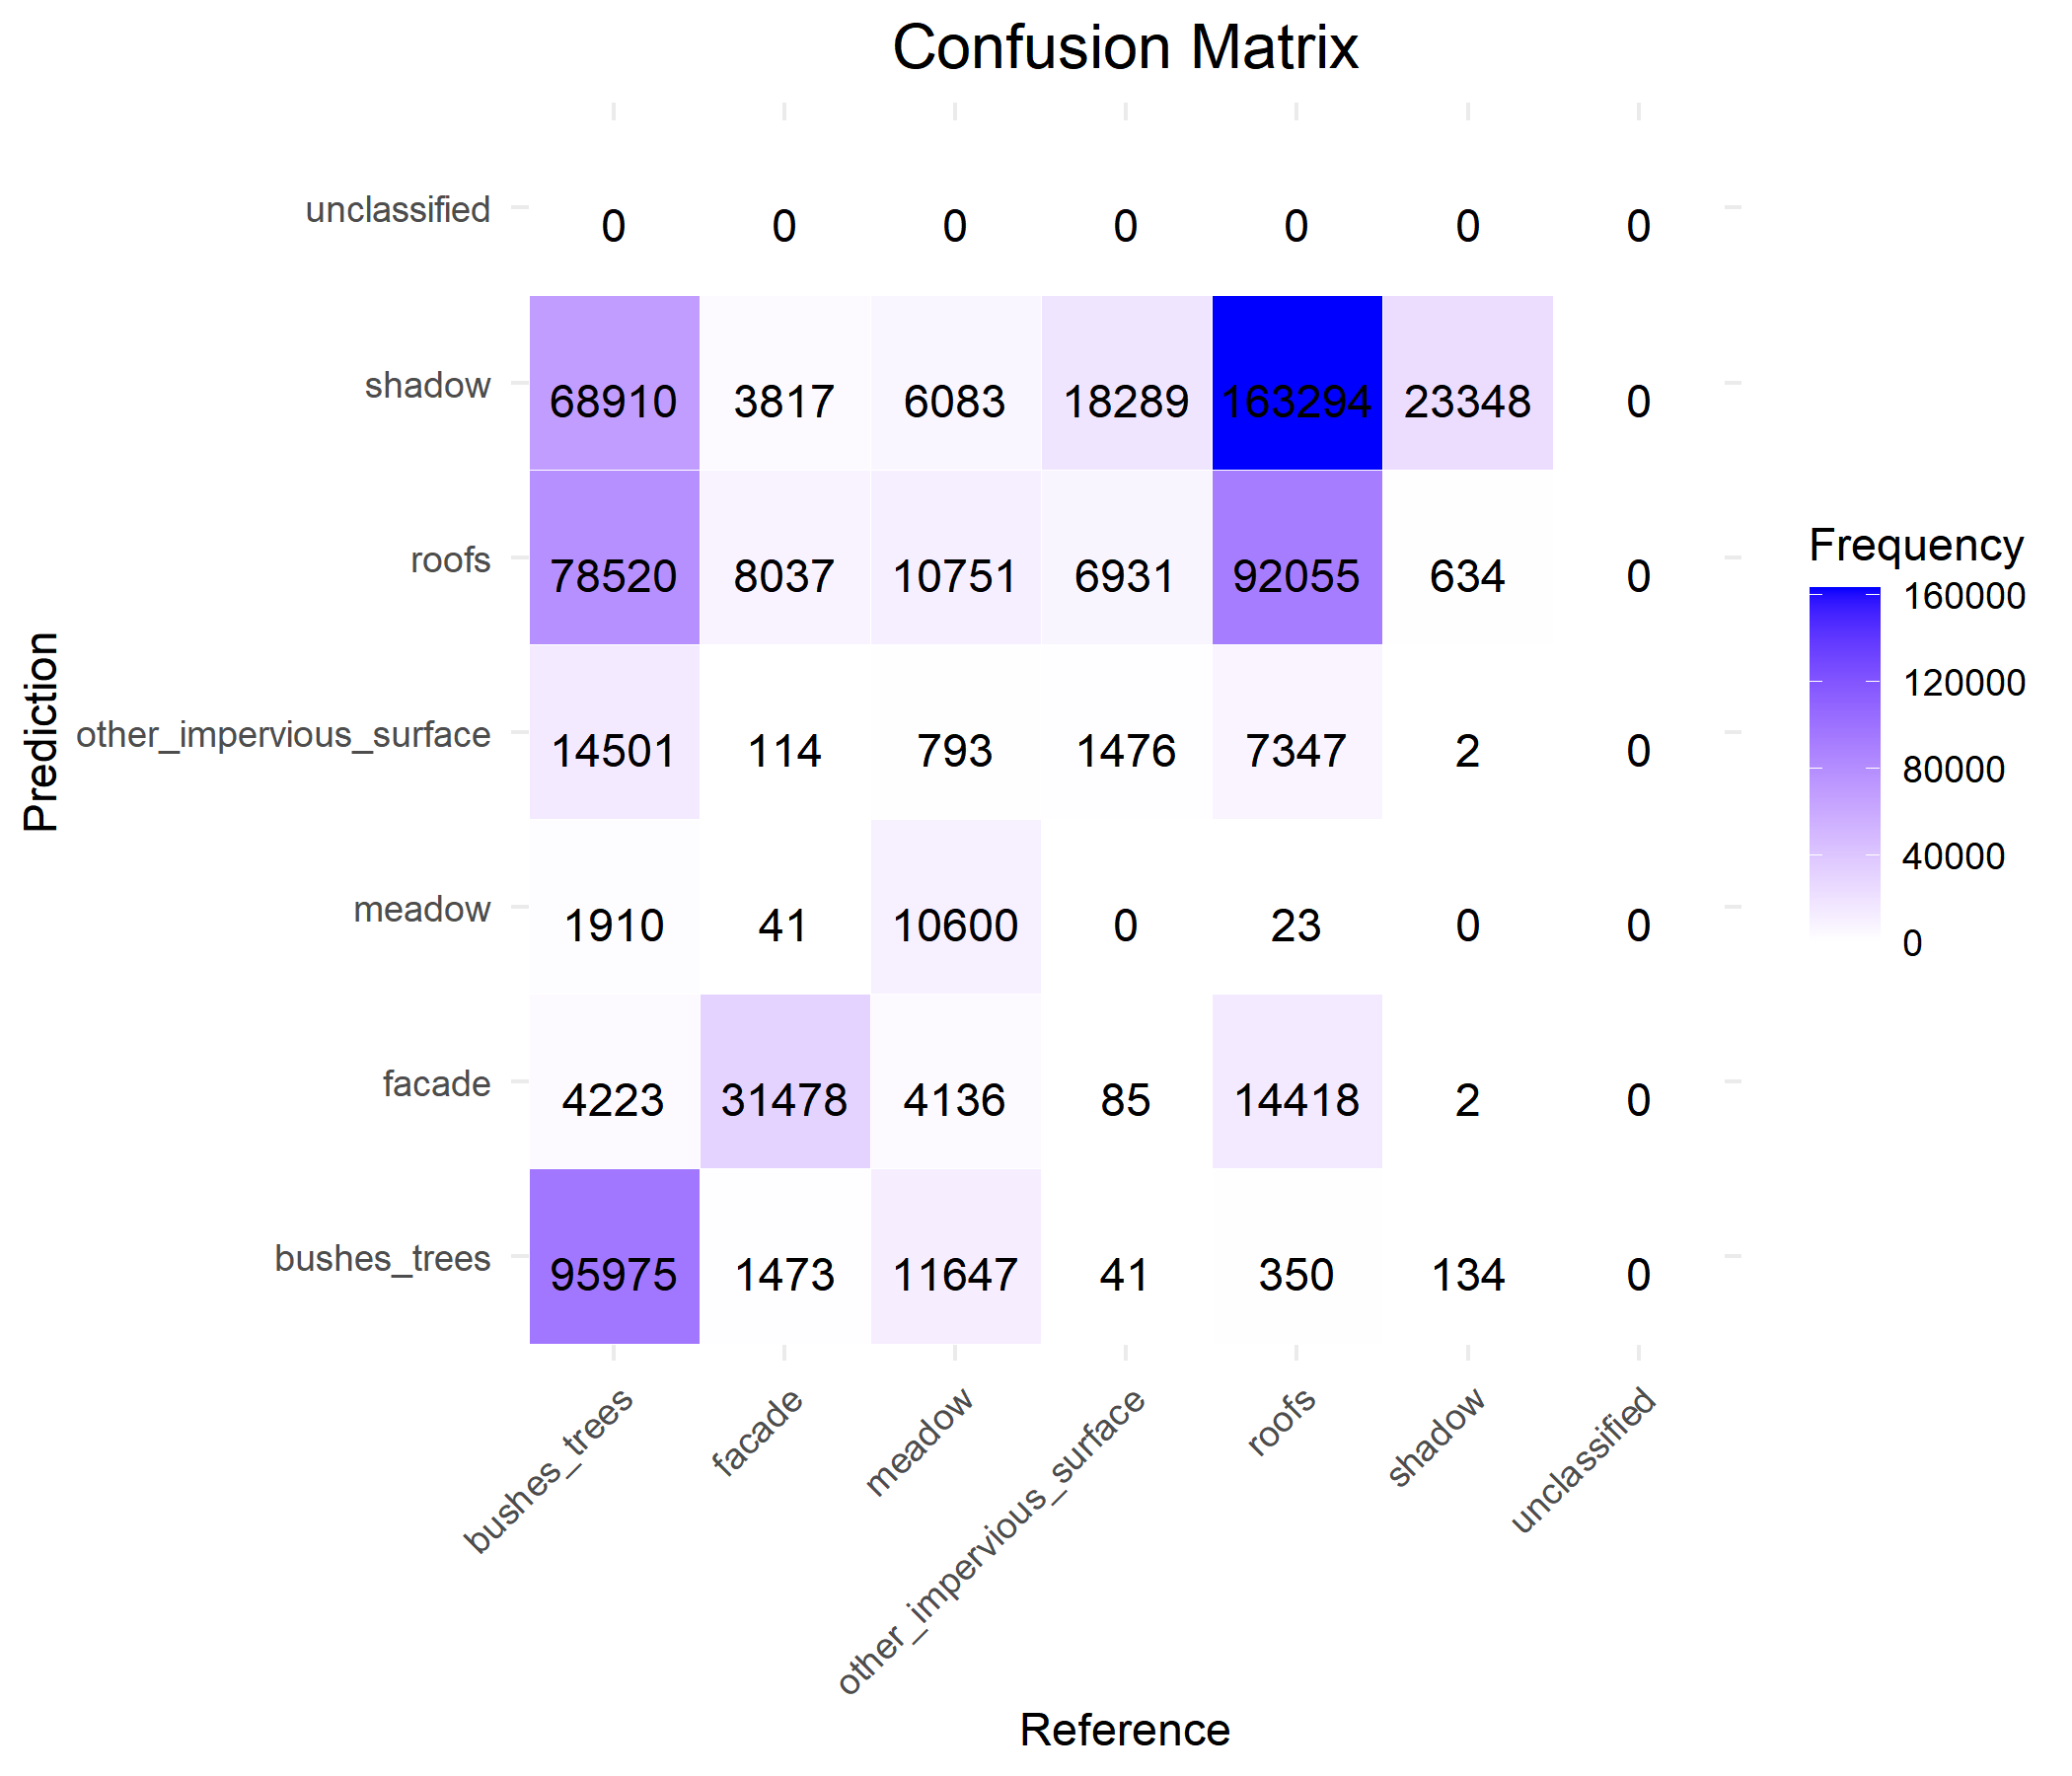 Confusion Matrix
unclassified 0 0 0 0 0 0 0
shadow 68910 3817 6083 18289 163294 23348 0
roofs 78520 8037 10751 6931 92055 634 0
other_impervious_surface 14501 114 793 1476 7347 2 0
meadow 1910 41 10600 0 23 0 0
facade 4223 31478 4136 85 14418 2 0
bushes_trees 95975 1473 11647 41 350 134 0
Prediction
bushes_trees
facade
meadow
other_impervious_surface
roofs
shadow
unclassified
Reference
Frequency
160000
120000
80000
40000
0